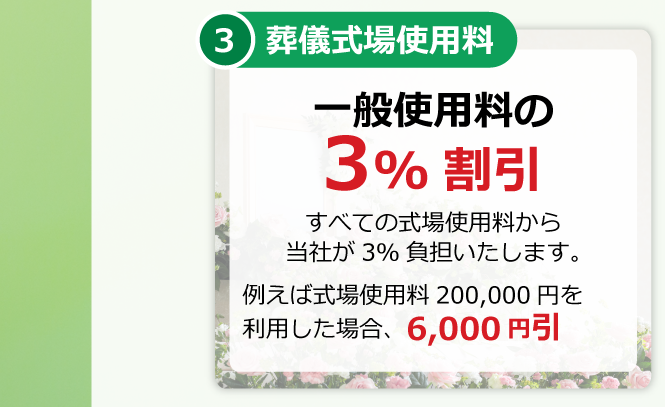 3 葬儀式場使用料
一般使用料の
3% 割引
すべての式場使用料から
当社が 3% 負担いたします。
例えば式場使用料 200,000 円を
利用した場合、6,000 円引